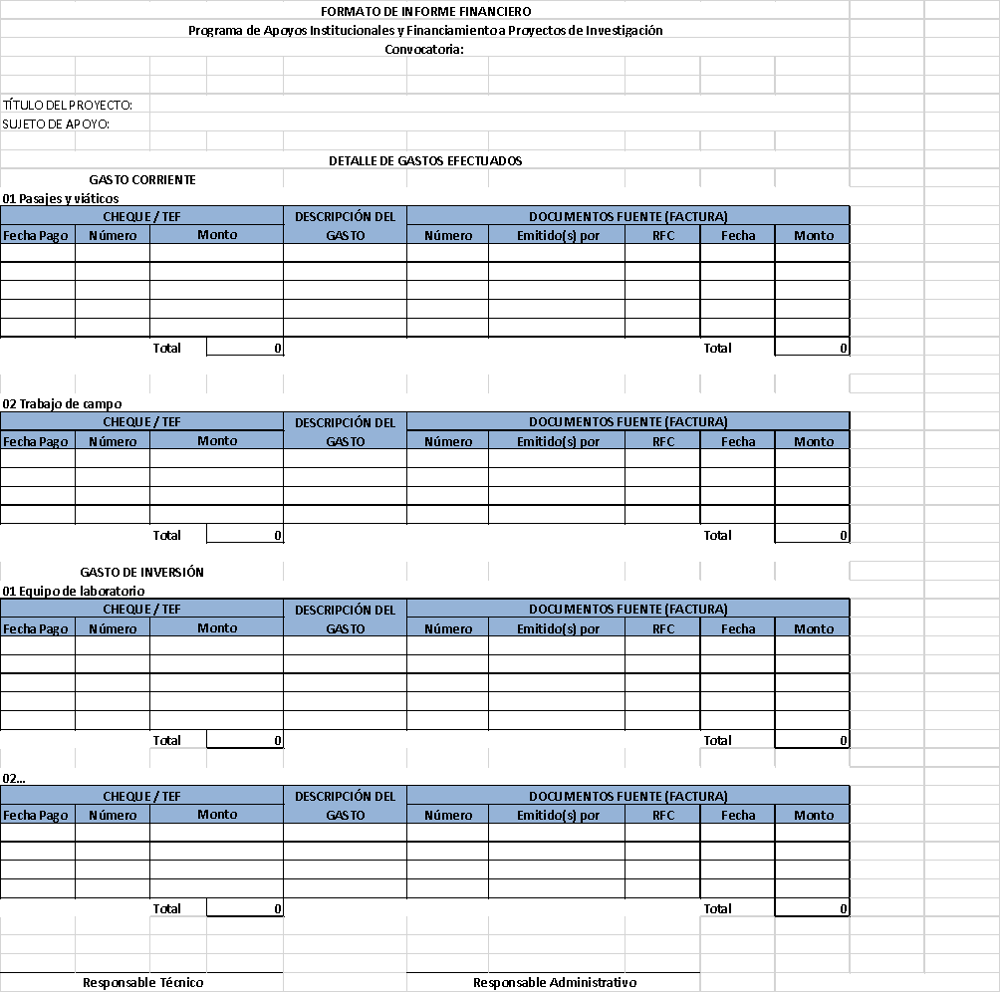 FORMATO DE INFORME FINANCIERO
Programa de Apoyos Institucionales y Financiamiento a Proyectos de Investigación
Convocatoria:
TÍTULO DEL PROYECTO:
SUJETO DE APOYO:
DETALLE DE GASTOS EFECTUADOS
GASTO CORRIENTE
01 Pasajes y viáticos
CHEQUE / TEF DESCRIPCIÓN DEL DOCUMENTOS FUENTE (FACTURA)
Fecha Pago Número Monto GASTO Número Emitido(s) por RFC Fecha Monto
Total 0 Total 0
02 Trabajo de campo
CHEQUE / TEF DESCRIPCIÓN DEL DOCUMENTOS FUENTE (FACTURA)
Fecha Pago Número Monto GASTO Número Emitido(s) por RFC Fecha Monto
Total 0 Total 0
GASTO DE INVERSIÓN
01 Equipo de laboratorio
CHEQUE / TEF DESCRIPCIÓN DEL DOCUMENTOS FUENTE (FACTURA)
Fecha Pago Número Monto GASTO Número Emitido(s) por RFC Fecha Monto
Total 0 Total 0
02...
CHEQUE / TEF DESCRIPCIÓN DEL DOCUMENTOS FUENTE (FACTURA)
Fecha Pago Número Monto GASTO Número Emitido(s) por RFC Fecha Monto
Total 0 Total 0
Responsable Técnico Responsable Administrativo